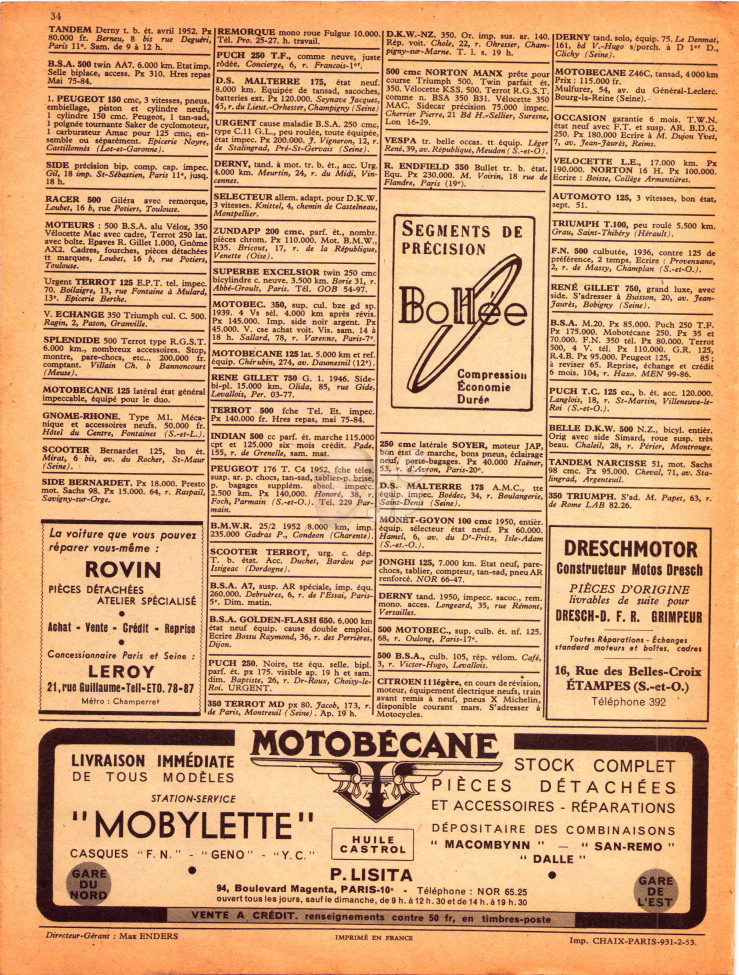 34
TANDEM Derny t. b. ét. avril 1952. Px
80.000 fr. Berneu, 8 bis rue Deguéri,
Paris 11e. Sam. de 9 à 12 h.
B.S.A. 500 twin AA7. 6.000 km. Etat imp.
Selle biplace, access. Px 310. Hres repas
Mai 75-84.
1. PEUGEOT 150 cmc, 3 vitesses, pneus,
embiellage, piston et cylindre neufs,
1 cylindre 150 cmc. Peugeot, 1 tan-sad,
1 poignée tournante Saker de cyclomoteur,
1 carburateur Amac pour 125 cmc, en-
semble ou séparément. Epicerie Noyre,
Castillonnès (Lot-et-Garonne).
SIDE précision bip. comp. cap. impec.
Gil, 18 imp. St-Sébastien, Paris 11e, jusq.
18 h.
RACER 500 Giléra avec remorque,
Loubet, 16 b, rue Potiers, Toulouse.
MOTEURS : 500 B.S.A. alu Vélox, 350
Vélocette Mac avec cadre, Terrot 250 lat.
avec boîte. Epaves R. Gillet 1.000, Gnôme
AX2. Cadres, fourches, pièces détachées
tt marques, Loubet, 16 b, rue Potiers,
Toulouse.
Urgent TERROT 125 E.P.T. tel. impec.
70. Boilaigre, 13, rue Fontaine à Mulard,
13e. Epicerie Berthe.
V. ECHANGE 350 Triumph cul. C. 500.
Ragin, 2, Paton, Granville.
SPLENDIDE 500 Terrot type R.G.S.T.
6.000 km., nombreux accessoires. Stop,
montre, pare-chocs, etc... 200.000 fr.
comptant. Villain Ch. b Bannoncourt
(Meuse).
MOTOBECANE 125 latéral état général
impeccable, équipé pour le duo.
GNOME-RHONE. Type M1. Méca-
nique et accessoires neufs, 50.000 fr.
Hôtel du Centre, Fontaines (S.-et-L.).
SCOOTER Bernardet 125, bn ét.
Mirat, 6 bis, av. du Rocher, St-Maur
(Seine).
SIDE BERNARDET. Px 18.000. Presto
mot. Sachs 98. Px 15.000. 64, r. Raspail,
Savigny-sur-Orge.
La voiture que vous pouvez
réparer vous-même :
ROVIN
PIÈCES DÉTACHÉES
ATELIER SPÉCIALISÉ
Achat - Vente - Crédit - Reprise
Concessionnaire Paris et Seine :
LEROY
21, rue Guillaume-Tell - ETO. 78-87
Métro : Champerret
REMORQUE mono roue Fulgur 10.000.
Tél. Pro. 25-27. h. travail.
PUCH 250 T.F., comme neuve, juste
rôdée. Concierge, 6, r. Francois-1er.
D.S. MALTERRE 175, état neuf.
8.000 km. Equipée de tansad, sacoches,
batteries ext. Px 120.000. Seynave Jacques,
45, r. du Lieut.-Orhesser, Champigny (Seine)
URGENT cause maladie B.S.A. 500 cmc.
type C.11 G.L., peu roulée, toute équipée,
état impec. Px 200.000. J. Vigneron, 12, r.
de Stalingrad, Pré-St-Gervais (Seine).
DERNY, tand. à mot. tr. b. ét., acc. Urg.
4.000 km. Meurtin, 24, r. du Midi, Vin-
cennes.
SELECTEUR allem. adapt. pour D.K.W.
3 vitesses. Knittel, 4, chemin de Castelneau,
Montpellier.
ZUNDAPP 200 cmc. parf. ét., nombr.
pièces chrom. Px 110.000. Mot. B.M.W.,
R35. Bricout, 17, r. de la République,
Venette (Oise).
SUPERBE EXCELSIOR twin 250 cmc
bicylindre c. neuve. 3.500 km. Borie 31, r.
Abbé-Groult, Paris. Tél. GOB 54-97.
MOTOBEC. 350, sup. cul. bze gd sp.
1939. 4 Vs sél. 4.000 km après révis.
Px 145.000. Imp. side noir argent. Px
45.000. V. cse achat voit. Vis. sam. 14 à
18 h. Sallard, 78, r. Varenne, Paris-7e.
MOTOBECANE 125 lat. 5.000 km et ref.
équip. Chérubin, 274, av. Daumesnil (12e).
RENE GILLET 750 G. 1. 1946. Side-
bi-pl. 15.000 km. Olida, 85, rue Gide,
Levallois, Per. 03-77.
TERROT 500 fche Tel. Et. impec.
Px 140.000 fr. Hres repas, mai 75-84.
INDIAN 500 cc parf. ét. marche 115.000
cpt et 125.000 six mois crédit. Pade,
155, r. de Grenelle, sam. mat.
PEUGEOT 176 T. C4 1952, fche téles,
susp. ar. p. chocs, tan-sad, tablier-p. brise,
p. bagages supplém. absol. impecc.
2.500 km. Px 140.000. Honoré, 38, r.
Foch, Parmain (S.-et-O.). Tél. 229 Par-
main.
B.M.W.R. 25/2 1952 8.000 km, imp.
235.000 Gadras P., Condeon (Charente).
SCOOTER TERROT, urg. c. dép.
T. b. état. Acc. Duchet, Bardou par
Issigeac (Dordogne).
B.S.A. A7, susp. AR spéciale, imp. équ.
260.000. Debruères, 6, r. de l'Essai, Paris-
5e. Dim. matin.
B.S.A. GOLDEN-FLASH 650. 6.000 km
état neuf équip. cause double emploi.
Ecrire Bossu Raymond, 36, r. des Perrières,
Dijon.
PUCH 250. Noire, tte équ. selle. bipl.
parf. ét. px 175. visible ap. 19 h et sam.
dim. Baptiste, 26, r. Dr-Roux, Choisy-le-
Roi. URGENT.
350 TERROT MD px 80. Jacob, 173, r.
de Paris, Montreuil (Seine). Ap. 19 h.
D.K.W.-NZ. 350. Or. imp. sus. ar. 140.
Rép. voit. Chole, 22, r. Ohresser, Cham-
pigny-sur-Marne. T. l. s. 19 h.
500 cmc NORTON MANX prête pour
course Triumph 500. Twin parfait ét.
350. Vélocette KSS. 500. Terrot R.G.S.T.
comme n. BSA 350 B31. Vélocette 350
MAC. Sidecar précision 75.000 impec.
Cherrier Pierre, 21 Bd H.-Sellier, Suresne,
Lon 16-29.
VESPA tr. belle occas. tt équip. Léger
René, 39, av. République, Meudon (S.-et-O).
R. ENDFIELD 350 Bullet tr. b. état.
Equ. Px 230.000. M. Voirin, 18 rue de
Flandre, Paris (19e).
SEGMENTS DE
PRÉCISION
Bollée
Compression
Économie
Durée
250 cmc latérale SOYER, moteur JAP,
bon état de marche, bons pneus, éclairage
neuf, porte-bagages. Px 40.000 Haéner,
53, r. d'Avron, Paris-20e.
D.S. MALTERRE 175 A.M.C., tte
équip. impec. Boédec, 34, r. Boulangerie,
Saint-Denis (Seine).
MONET-GOYON 100 cmc 1950, entièr.
équip. sélecteur état neuf. Px 60.000.
Hamel, 6, av. du Dr-Fritz, Isle-Adam
(S.-et-O.).
JONGHI 125, 7.000 km. Etat neuf, pare-
chocs, tablier, compteur, tan-sad, pneu AR
renforcé. NOR 66-47.
DERNY tand. 1950, impecc. sacoc., rem.
mono. acces. Longeard, 35, rue Rémont,
Versailles.
500 MOTOBEC., sup. culb. ét. nf. 125.
68, r. Oulong, Paris-17e.
500 B.S.A., culb. 105, rép. vélom. Café,
3, r. Victor-Hugo, Levallois.
CITROEN 11 légère, en cours de révision,
moteur, équipement électrique neufs, train
avant remis à neuf, pneus X Michelin,
disponible courant mars. S'adresser à
Motocycles.
DERNY tand. solo, équip. 75. Le Denmat,
161, bd V.-Hugo s/porch. à D 1er D.,
Clichy (Seine).
MOTOBECANE Z46C, tansad, 4 000 km
Prix : 115.000 fr.
Mulfurz, 54, av. du Général-Leclerc.
Bourg-la-Reine (Seine).
OCCASION garantie 6 mois. T.W.N.
état neuf avec F.T. et susp. AR. B.D.G.
250. Px 180.000 Ecrire à M. Dujon Yves,
7, av. Jean-Jaurès, Reims.
VELOCETTE L.E., 17.000 km. Px
190.000. NORTON 16 H. Px 100.000.
Ecrire : Boisse, Collège Armentières.
AUTOMOTO 125, 3 vitesses, bon état,
sept. 51.
TRIUMPH T.100, peu roulé 5.500 km.
Grau, Saint-Thibéry (Hérault).
F.N. 500 culbutée, 1936, contre 125 de
préférence, 2 temps. Ecrire : Provenzano,
2, r. de Massy, Champlan (S.-et-O.).
RENÉ GILLET 750, grand luxe, avec
side. S'adresser à Buisson, 20, av. Jean-
Jaurès, Bobigny (Seine).
B.S.A. M.20. Px 85.000. Puch 250 T.F.
Px 175.000. Mobotécane 250. Px 35 et
70.000. F.N. 350 tél. Px 80.000. Terrot
500, 4 V. tél. Px 110.000. G.R. 125,
R.4.B. Px 95.000. Peugeot 125, 85 ;
à reviser 65. Reprise, échange et crédit
6 mois. 104, r. Haxo. MEN 99-86.
PUCH T.C. 125 cc., b. ét. acc. 120.000.
Langlois, 18, r. St-Martin, Villeneuve-le-
Roi (S.-et-O.).
BELLE D.K.W. 500 N.Z., bicyl. entièr.
Orig avec side Simard, roue susp. très
beau. Chaleil, 28, r. Périer, Montrouge.
TANDEM NARCISSE 51, mot. Sachs
98 cmc. Px 95.000. Cheval, 71, av. Sta-
lingrad, Argenteuil.
350 TRIUMPH. S'ad. M. Papet, 63, r.
de Rome LAB 82.26.
DRESCHMOTOR
Constructeur Motos Dresch
PIÈCES D'ORIGINE
livrables de suite pour
DRESCH-D. F. R. GRIMPEUR
Toutes Réparations - Échanges
standard moteurs et boîtes, cadres
16, Rue des Belles-Croix
ÉTAMPES (S.-et-O.)
Téléphone 392
MOTOBÉCANE
LIVRAISON IMMÉDIATE
DE TOUS MODÈLES
STATION-SERVICE
"MOBYLETTE"
CASQUES "F.N." - "GENO" - "Y.C."
HUILE
CASTROL
STOCK COMPLET
PIÈCES DÉTACHÉES
ET ACCESSOIRES - RÉPARATIONS
DÉPOSITAIRE DES COMBINAISONS
" MACOMBYNN " — " SAN-REMO "
" DALLE "
P. LISITA
94, Boulevard Magenta, PARIS-10e - Téléphone : NOR 65.25
ouvert tous les jours, sauf le dimanche, de 9 h. à 12 h. 30 et de 14 h. à 19 h. 30
GARE
DU
NORD
GARE
DE
L'EST
VENTE A CRÉDIT. renseignements contre 50 fr, en timbres-poste
Directeur-Gérant : Max ENDERS
IMPRIMÉ EN FRANCE
Imp. CHAIX-PARIS-931-2-53.